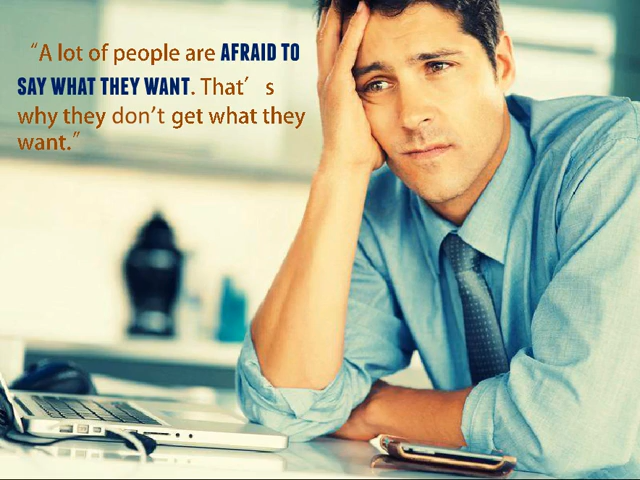 “A lot of people are AFRAID TO
SAY WHAT THEY WANT. That’ s
why they don’t get what they
want.”